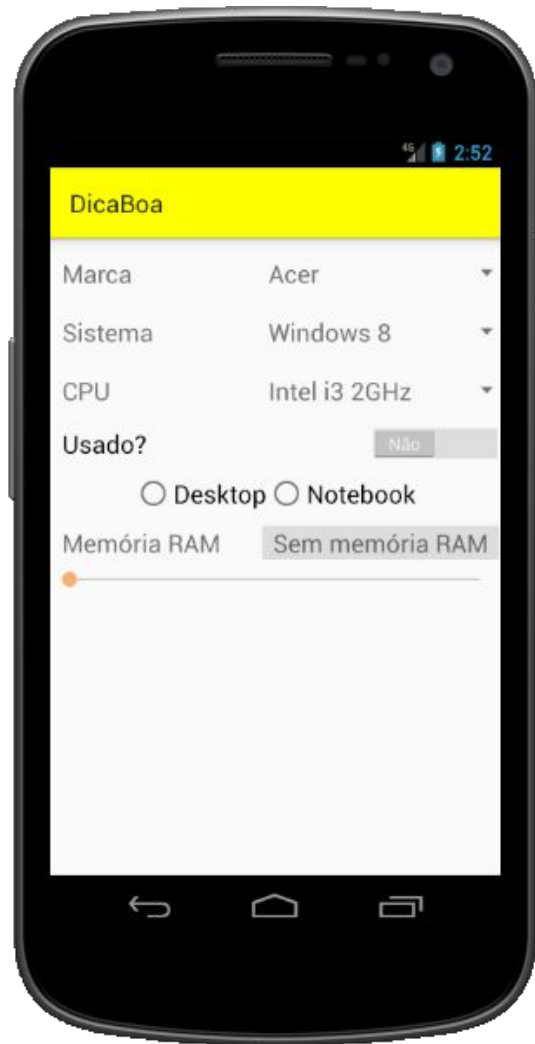 4G 2:52
DicaBoa
Marca Acer
Sistema Windows 8
CPU Intel i3 2GHz
Usado? Não
Desktop Notebook
Memória RAM Sem memória RAM